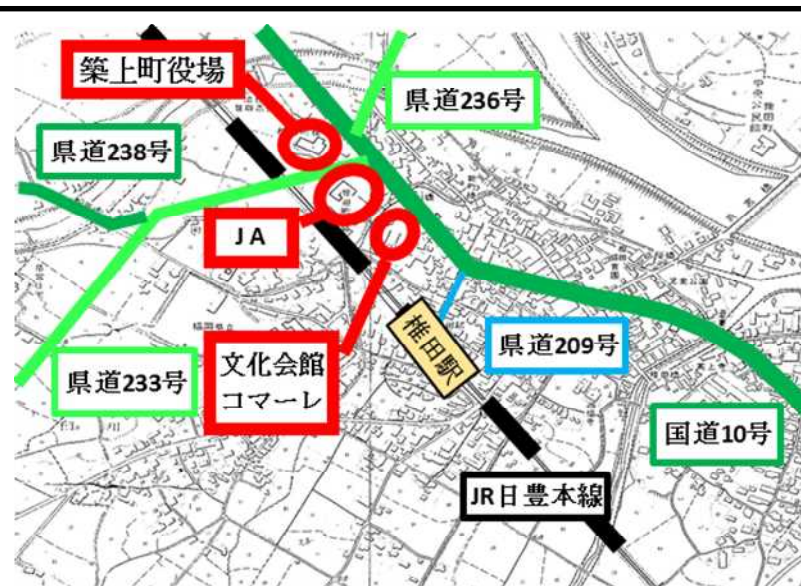 築上町役場
県道236号
県道238号
JA
椎田駅
県道209号
文化会館
コマーレ
県道233号
国道10号
JR日豊本線